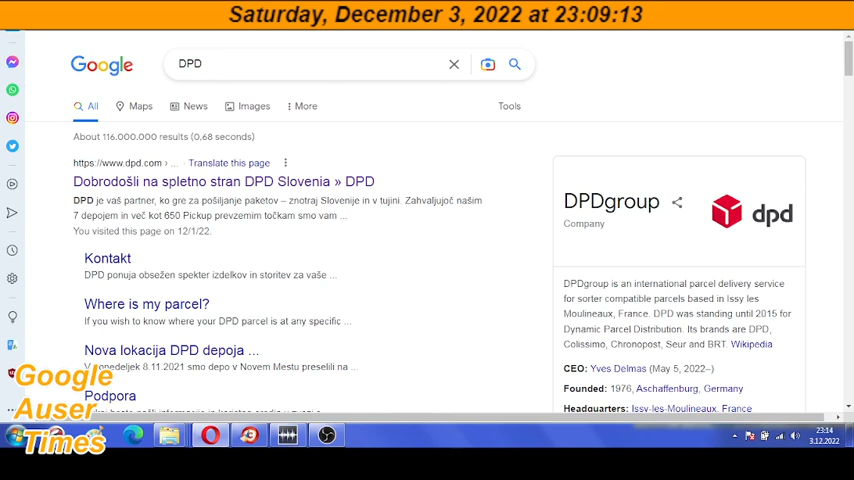 Saturday, December 3, 2022 at 23:09:13
Google
DPD
All
Maps
News
Images
More
Tools
About 116.000.000 results (0,68 seconds)
https://www.dpd.com › ... · Translate this page
Dobrodošli na spletno stran DPD Slovenia » DPD
DPD je vaš partner, ko gre za pošiljanje paketov – znotraj Slovenije in v tujini. Zahvaljujoč našim
7 depojem in več kot 650 Pickup prevzemim točkam smo vam ...
You visited this page on 12/1/22.
Kontakt
DPD ponuja obsežen spekter izdelkov in storitev za vaše ...
Where is my parcel?
If you wish to know where your DPD parcel is at any specific ...
Nova lokacija DPD depoja ...
V ponedeljek 8.11.2021 smo depo v Novem Mestu preselili na ...
Podpora
DPDgroup
Company
dpd
DPDgroup is an international parcel delivery service
for sorter compatible parcels based in Issy les
Moulineaux, France. DPD was standing until 2015 for
Dynamic Parcel Distribution. Its brands are DPD,
Colissimo, Chronopost, Seur and BRT. Wikipedia
CEO: Yves Delmas (May 5, 2022–)
Founded: 1976, Aschaffenburg, Germany
Headquarters: Issy-les-Moulineaux, France
Google
Auser
Times
23:14
3.12.2022